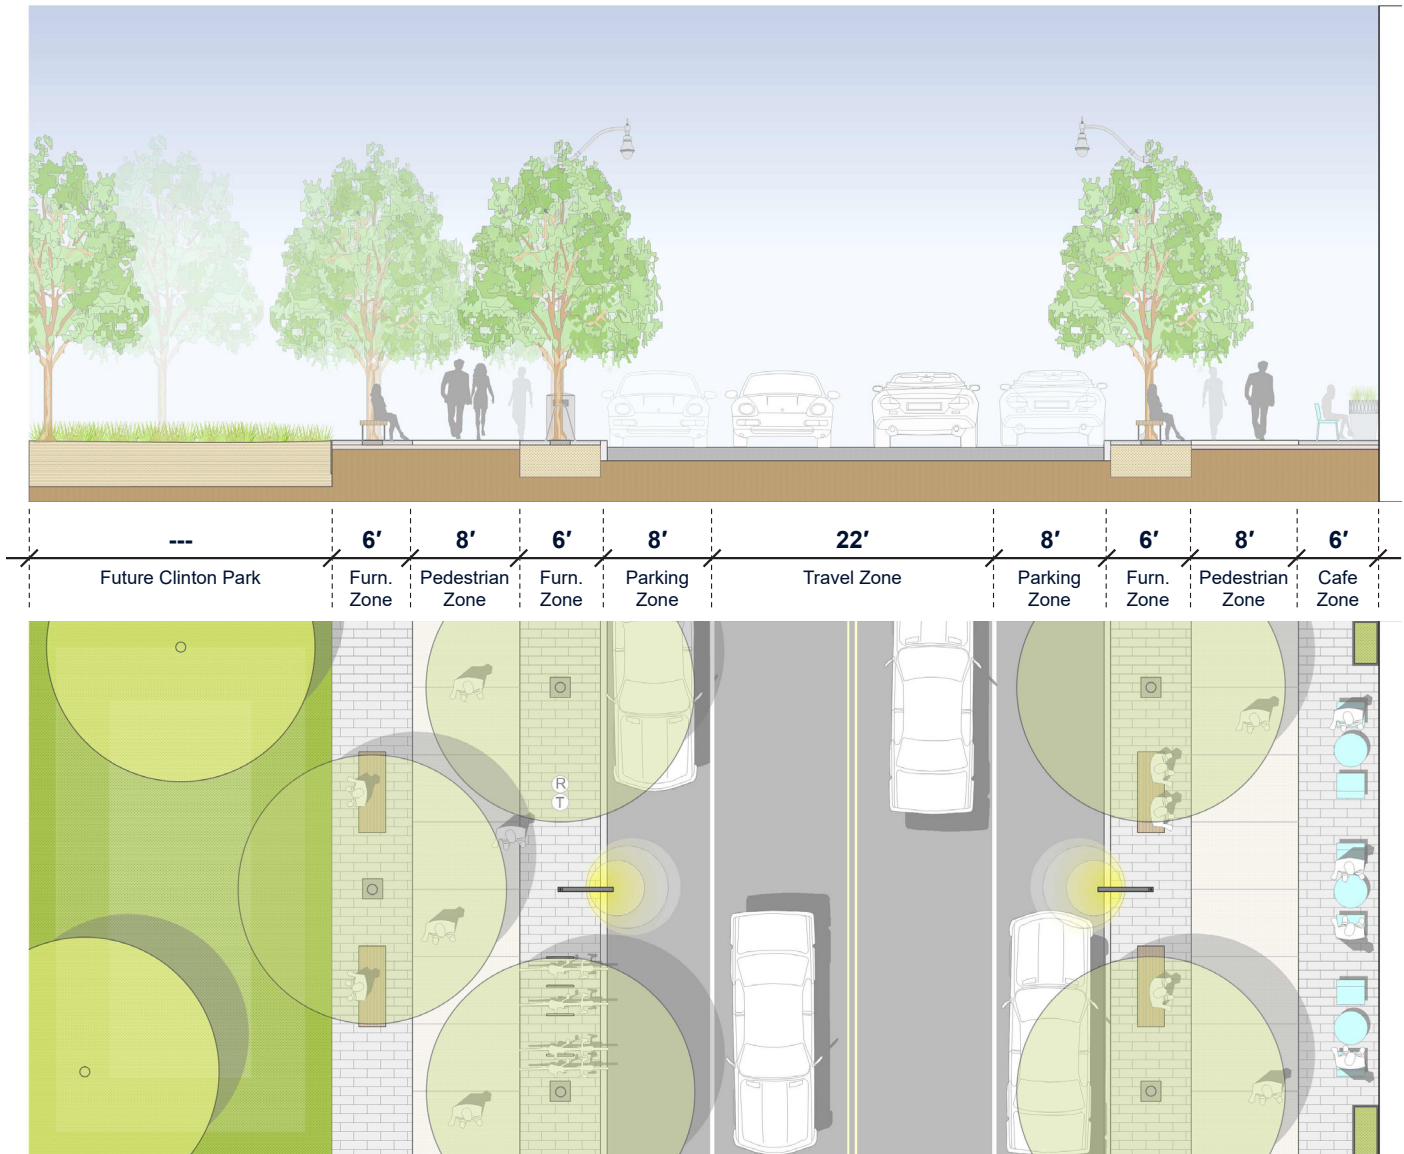 --- 6′ 8′ 6′ 8′ 22′ 8′ 6′ 8′ 6′
Future Clinton Park Furn. Pedestrian Furn. Parking Travel Zone Parking Furn. Pedestrian Cafe
Zone Zone Zone Zone Zone Zone Zone Zone
R
T